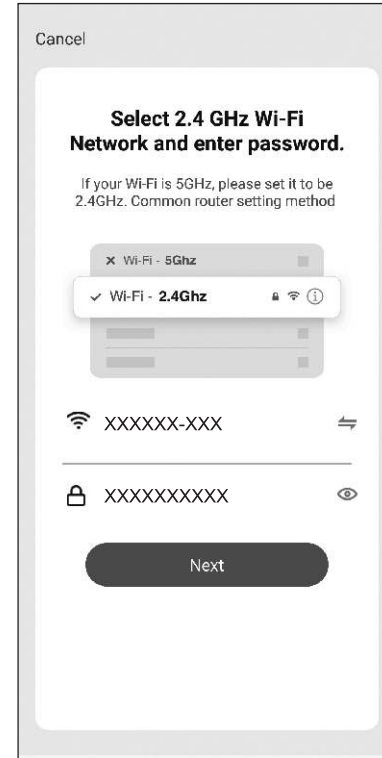 Cancel
Select 2.4 GHz Wi-Fi
Network and enter password.
If your Wi-Fi is 5GHz, please set it to be
2.4GHz. Common router setting method
Wi-Fi - 5Ghz
Wi-Fi - 2.4Ghz
XXXXXX-XXX
XXXXXXXXXX
Next